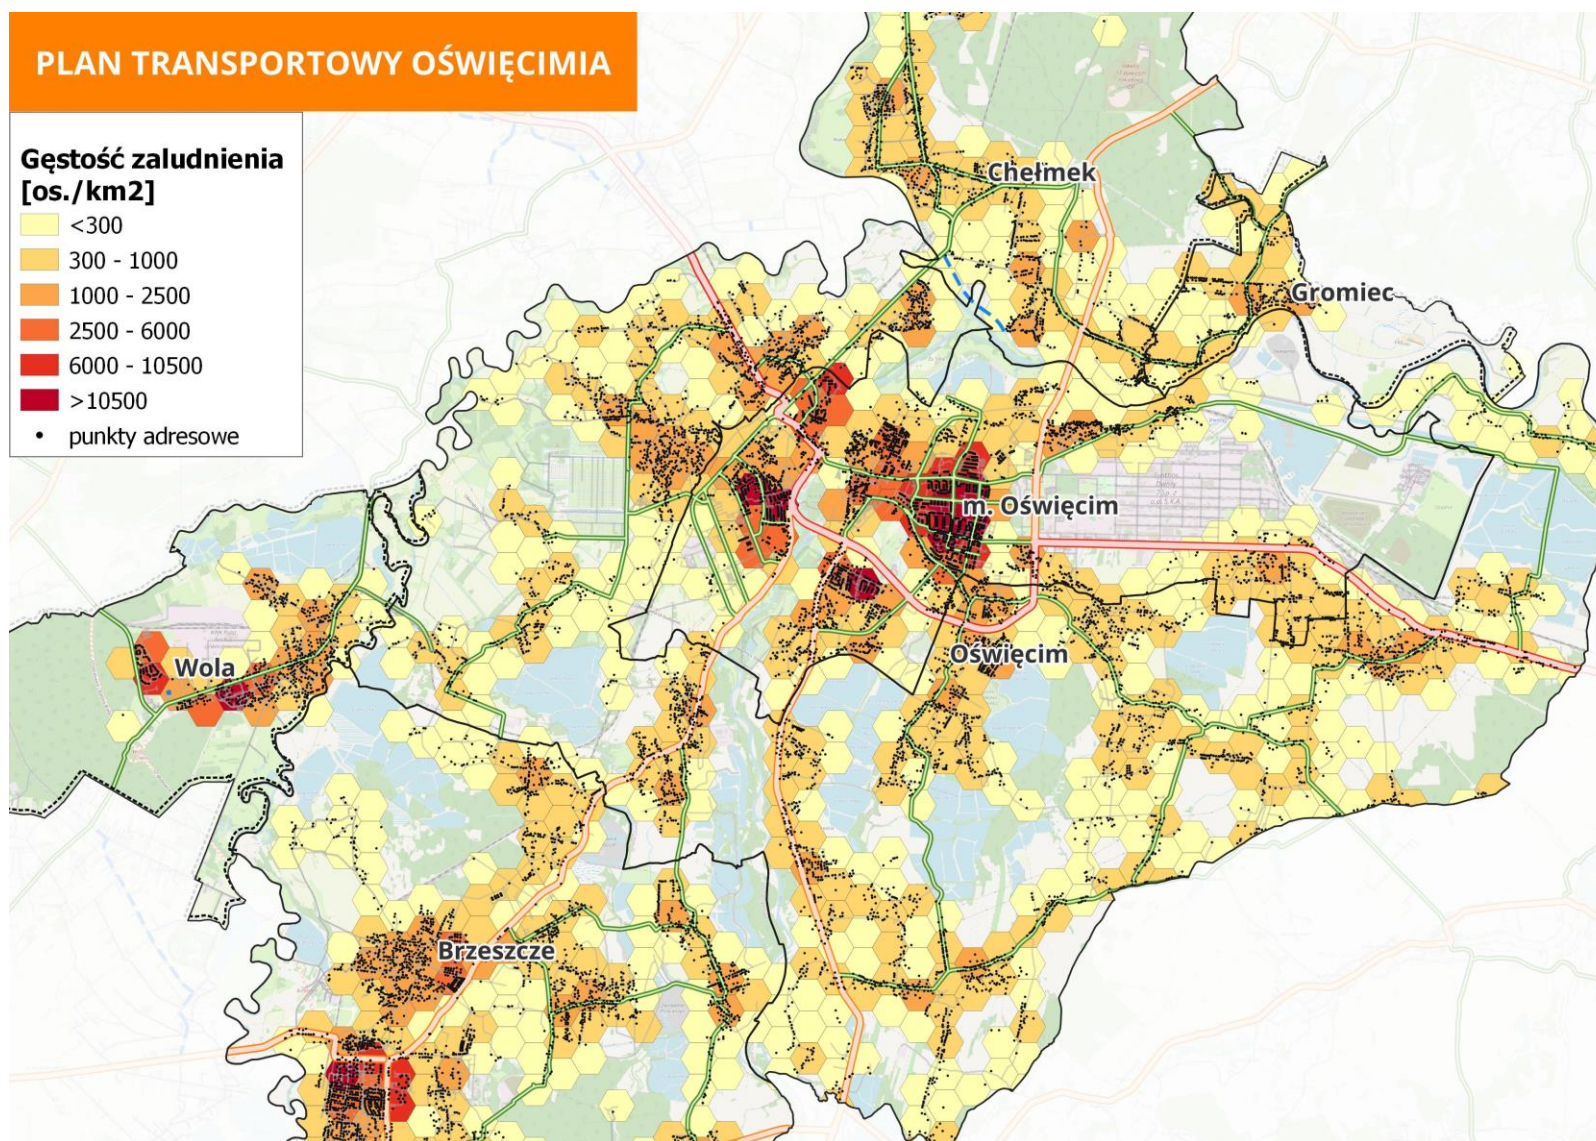 PLAN TRANSPORTOWY OŚWIĘCIMIA
Gęstość zaludnienia
[os./km2]
<300
300 - 1000
1000 - 2500
2500 - 6000
6000 - 10500
>10500
punkty adresowe
Chełmek
Gromiec
m. Oświęcim
Oświęcim
Wola
Brzeszcze